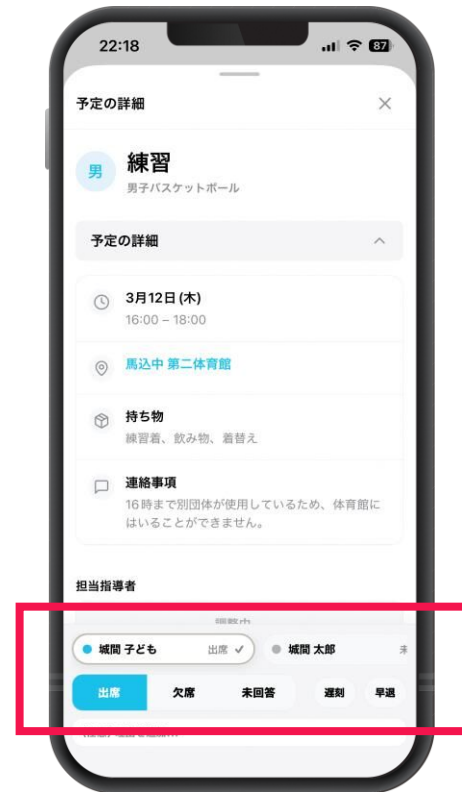 22:18
87
予定の詳細
男
練習
男子バスケットボール
予定の詳細
3月12日(木)
16:00 – 18:00
馬込中 第二体育館
持ち物
練習着、飲み物、着替え
連絡事項
16時まで別団体が使用しているため、体育館に
はいることができません。
担当指導者
城間 子ども 出席 ✓ 城間 太郎 未
出席 欠席 未回答 遅刻 早退